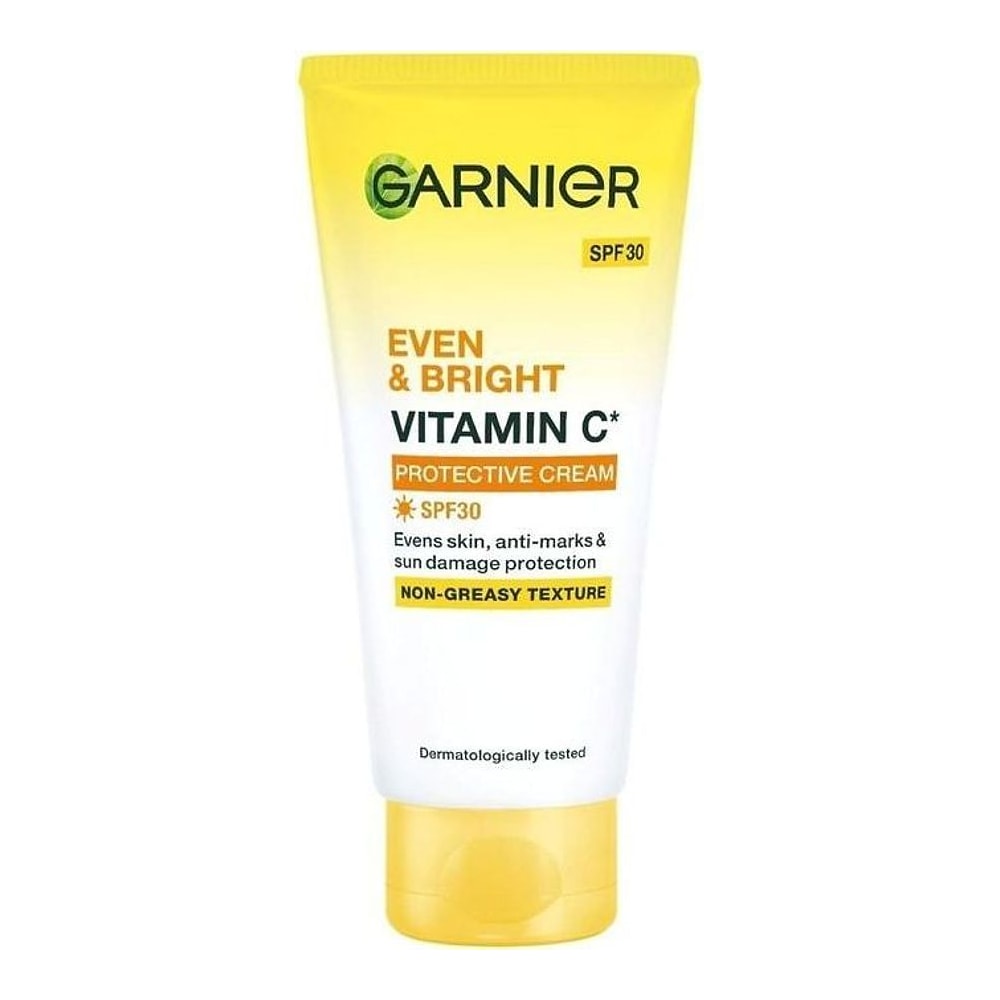 GARNIER
SPF 30
EVEN
& BRIGHT
VITAMIN C*
PROTECTIVE CREAM
SPF30
Evens skin, anti-marks &
sun damage protection
NON-GREASY TEXTURE
Dermatologically tested